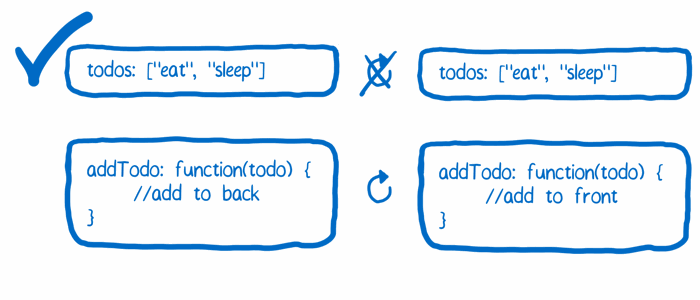 todos: ["eat", "sleep"]
todos: ["eat", "sleep"]
addTodo: function(todo) {
//add to back
}
addTodo: function(todo) {
//add to front
}